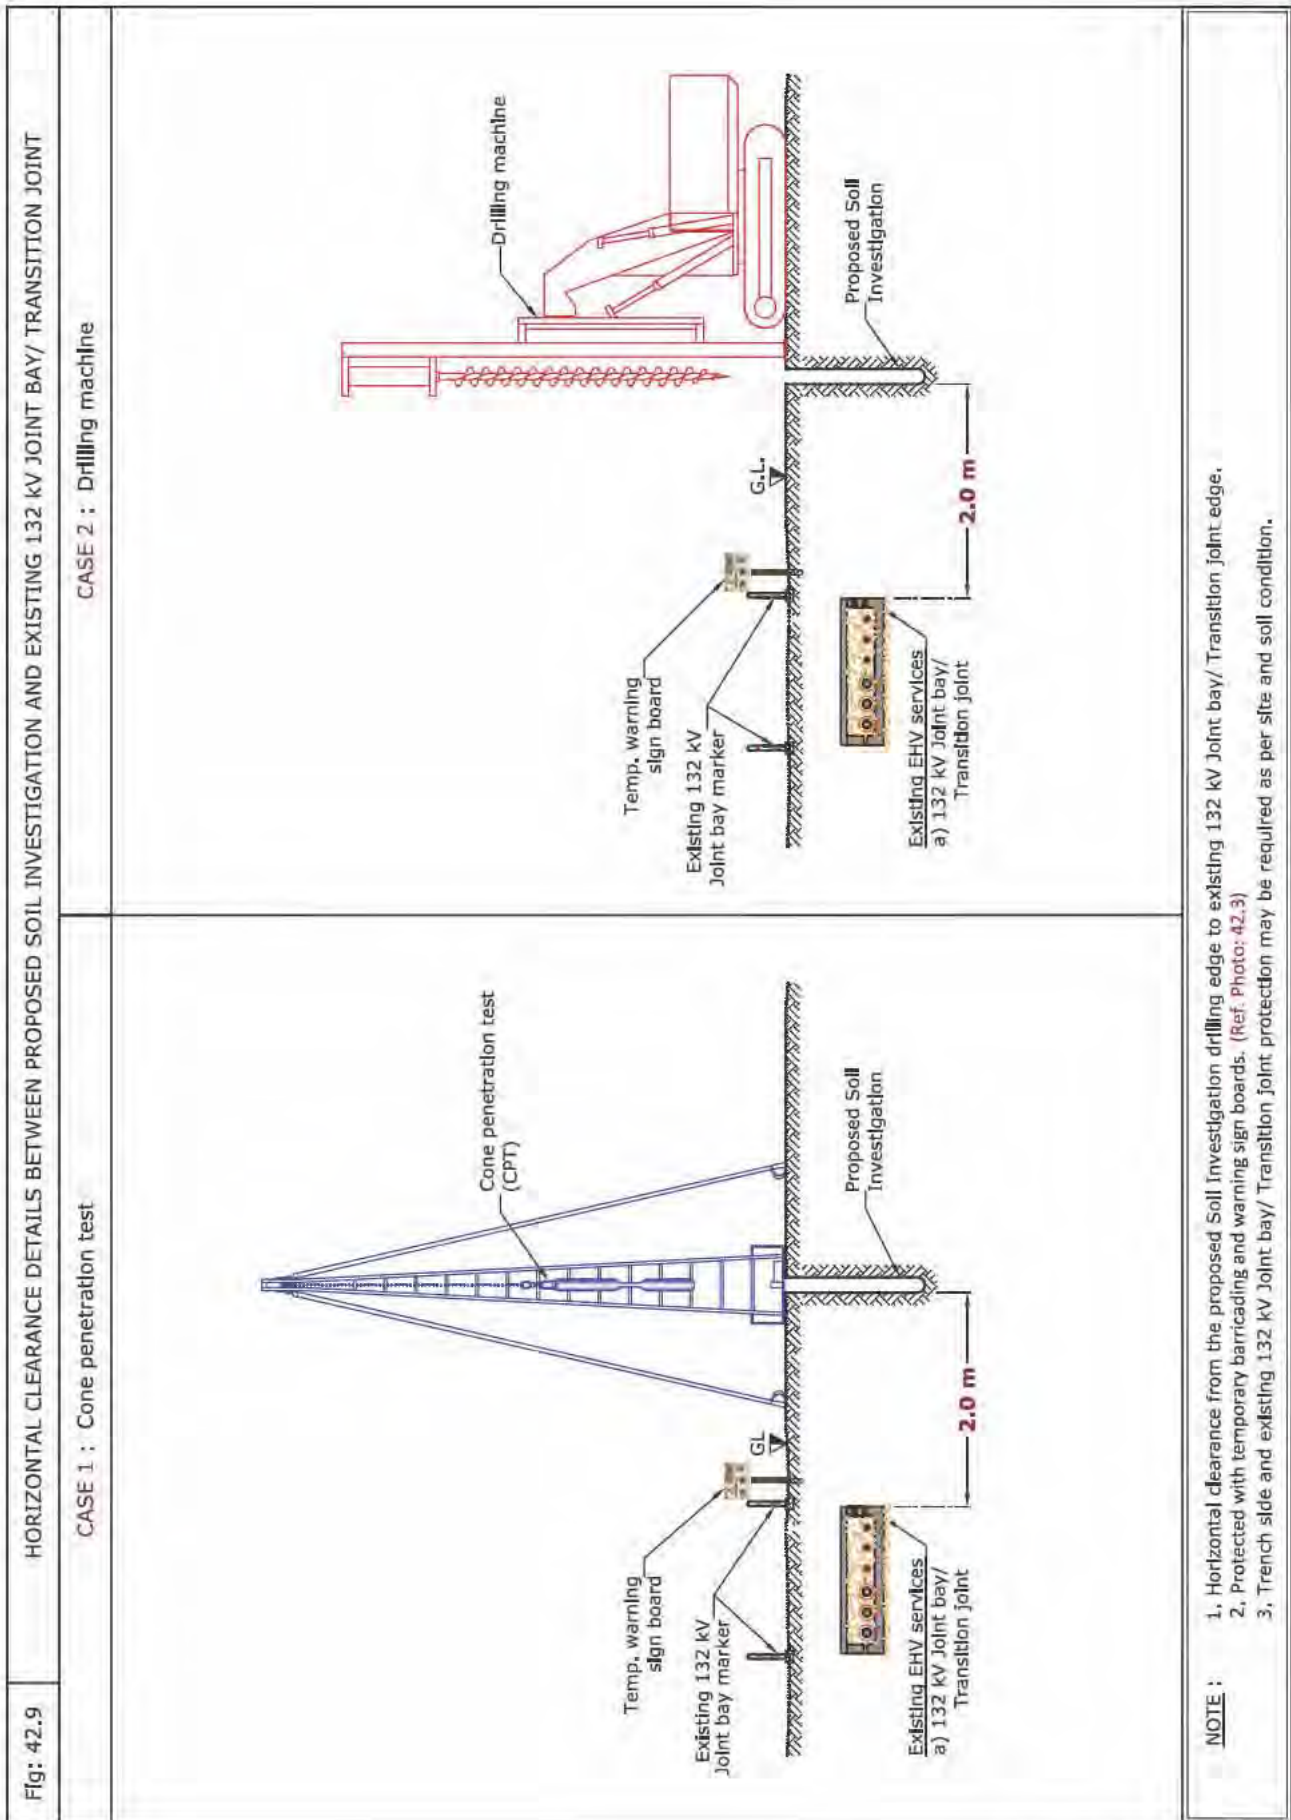 Fig: 42.9
HORIZONTAL CLEARANCE DETAILS BETWEEN PROPOSED SOIL INVESTIGATION AND EXISTING 132 kV JOINT BAY/ TRANSITION JOINT
CASE 1 : Cone penetration test
Cone penetration test
(CPT)
Temp. warning
sign board
GL
Existing 132 kV
Joint bay marker
Proposed Soil
Investigation
Existing EHV services
a) 132 kV Joint bay/
Transition joint
2.0 m
CASE 2 : Drilling machine
Drilling machine
Temp. warning
sign board
G.L.
Existing 132 kV
Joint bay marker
Proposed Soil
Investigation
Existing EHV services
a) 132 kV Joint bay/
Transition joint
2.0 m
NOTE :
1. Horizontal clearance from the proposed Soil Investigation drilling edge to existing 132 kV Joint bay/ Transition joint edge.
2. Protected with temporary barricading and warning sign boards. (Ref. Photo: 42.3)
3. Trench side and existing 132 kV Joint bay/ Transition joint protection may be required as per site and soil condition.